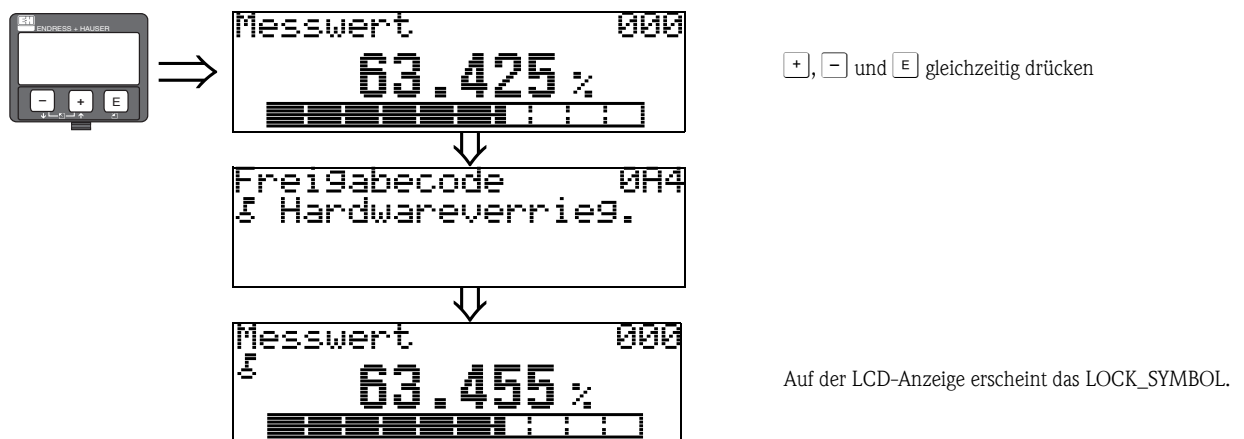 E+H
ENDRESS + HAUSER
- + E
Messwert 000
63.425 %
+, - und E gleichzeitig drücken
Freigabecode 0A4
Hardwareverrieg.
Messwert 000
63.455 %
Auf der LCD-Anzeige erscheint das LOCK_SYMBOL.